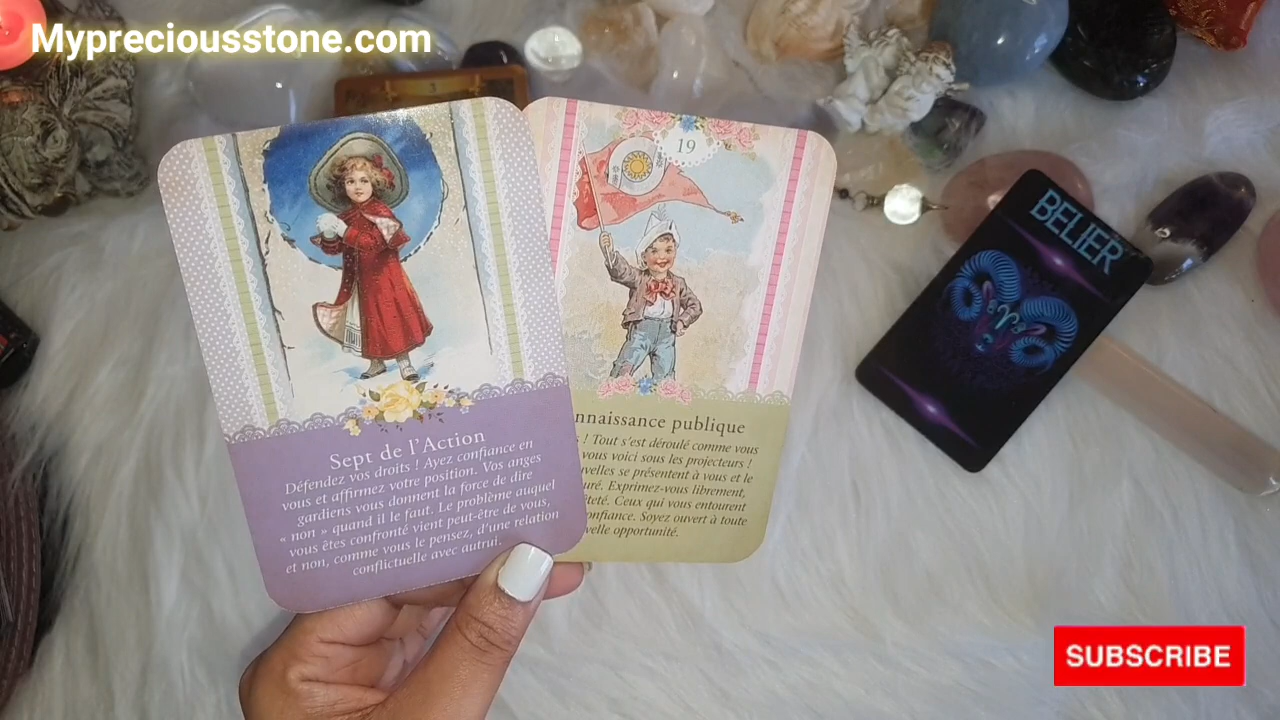 Mypreciousstone.com
3
19
BELIER
Sept de l'Action
Défendez vos droits ! Ayez confiance en
vous et affirmez votre position. Vos anges
gardiens vous donnent la force de dire
« non » quand il le faut. Le problème auquel
vous êtes confronté vient peut-être de vous,
et non, comme vous le pensez, d'une relation
conflictuelle avec autrui.
nnaissance publique
! Tout s'est déroulé comme vous
vous voici sous les projecteurs !
velles se présentent à vous et le
uré. Exprimez-vous librement,
teté. Ceux qui vous entourent
onfiance. Soyez ouvert à toute
velle opportunité.
SUBSCRIBE